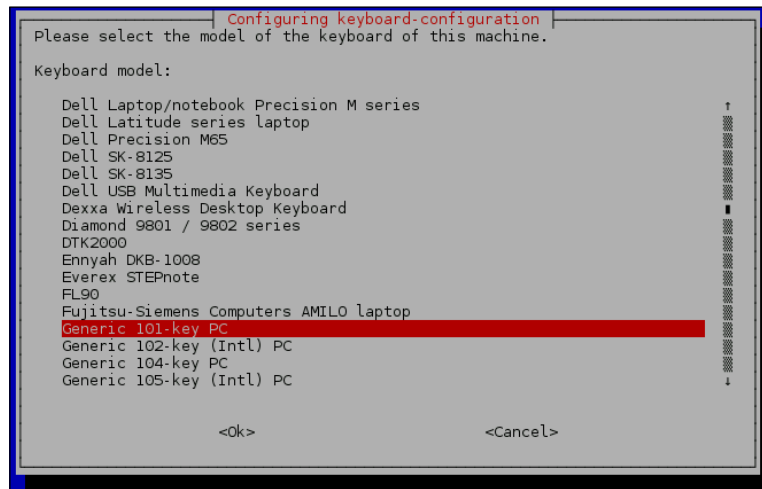 Configuring keyboard-configuration
Please select the model of the keyboard of this machine.
Keyboard model:
Dell Laptop/notebook Precision M series
Dell Latitude series laptop
Dell Precision M65
Dell SK-8125
Dell SK-8135
Dell USB Multimedia Keyboard
Dexxa Wireless Desktop Keyboard
Diamond 9801 / 9802 series
DTK2000
Ennyah DKB-1008
Everex STEPnote
FL90
Fujitsu-Siemens Computers AMILO laptop
Generic 101-key PC
Generic 102-key (Intl) PC
Generic 104-key PC
Generic 105-key (Intl) PC
<Ok> <Cancel>